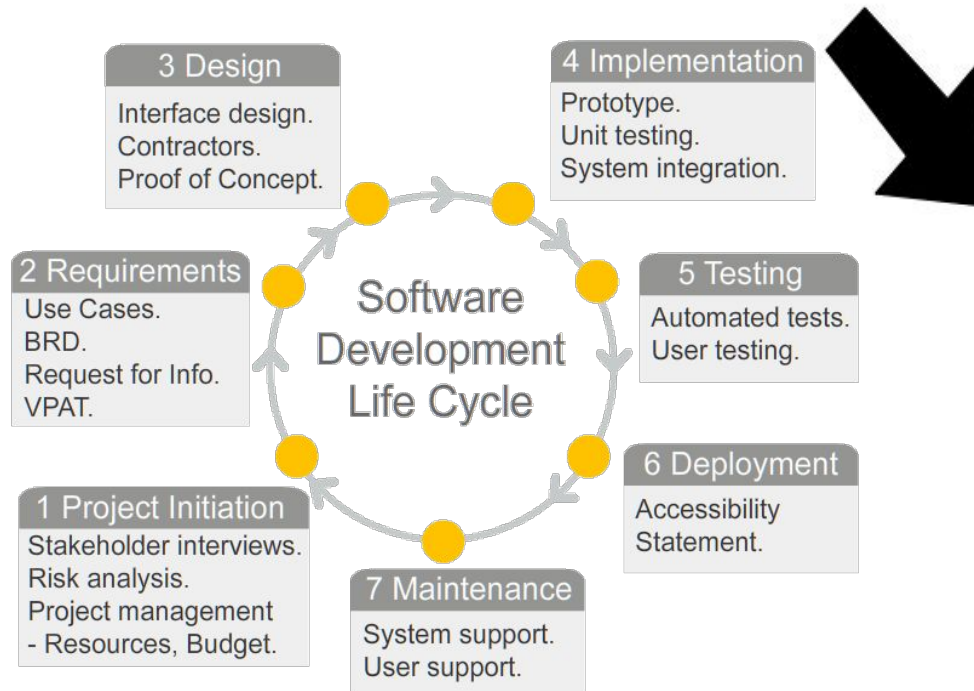 Software
Development
Life Cycle
1 Project Initiation
Stakeholder interviews.
Risk analysis.
Project management
- Resources, Budget.
2 Requirements
Use Cases.
BRD.
Request for Info.
VPAT.
3 Design
Interface design.
Contractors.
Proof of Concept.
4 Implementation
Prototype.
Unit testing.
System integration.
5 Testing
Automated tests.
User testing.
6 Deployment
Accessibility
Statement.
7 Maintenance
System support.
User support.